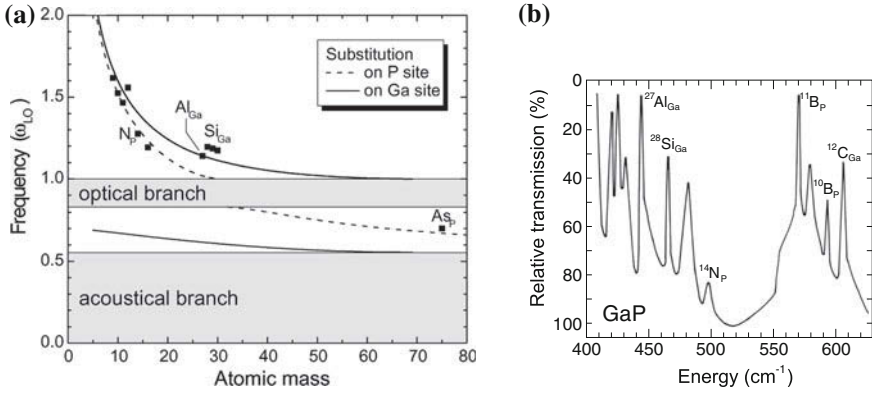 (a)
Frequency (ω_LO)
2.0
1.5
1.0
0.5
0.0
Substitution
on P site
on Ga site
Al_Ga
Si_Ga
N_P
As_P
optical branch
acoustical branch
0 10 20 30 40 50 60 70 80
Atomic mass
(b)
Relative transmission (%)
0
20
40
60
80
100
²⁷Al_Ga
²⁸Si_Ga
¹⁴N_P
¹¹B_P
¹⁰B_P
¹²C_Ga
GaP
400 450 500 550 600
Energy (cm⁻¹)